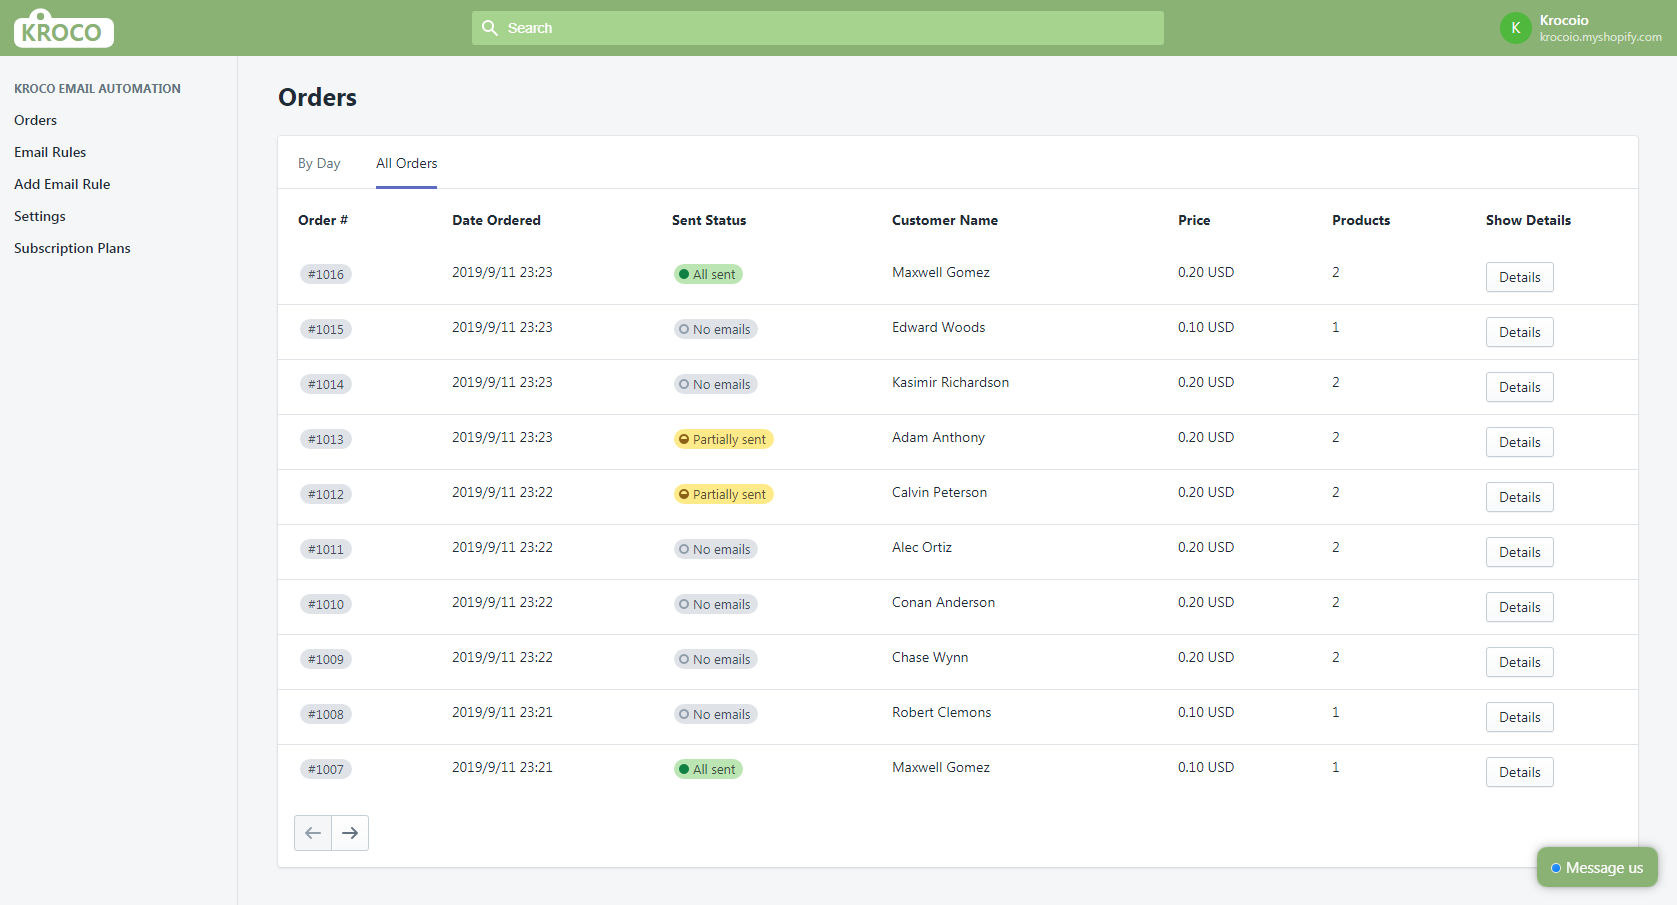 KROCO
Search
K
Krocoio
krocoio.myshopify.com
KROCO EMAIL AUTOMATION
Orders
Email Rules
Add Email Rule
Settings
Subscription Plans
Orders
By Day All Orders
Order # Date Ordered Sent Status Customer Name Price Products Show Details
#1016 2019/9/11 23:23 All sent Maxwell Gomez 0.20 USD 2 Details
#1015 2019/9/11 23:23 No emails Edward Woods 0.10 USD 1 Details
#1014 2019/9/11 23:23 No emails Kasimir Richardson 0.20 USD 2 Details
#1013 2019/9/11 23:23 Partially sent Adam Anthony 0.20 USD 2 Details
#1012 2019/9/11 23:22 Partially sent Calvin Peterson 0.20 USD 2 Details
#1011 2019/9/11 23:22 No emails Alec Ortiz 0.20 USD 2 Details
#1010 2019/9/11 23:22 No emails Conan Anderson 0.20 USD 2 Details
#1009 2019/9/11 23:22 No emails Chase Wynn 0.20 USD 2 Details
#1008 2019/9/11 23:21 No emails Robert Clemons 0.10 USD 1 Details
#1007 2019/9/11 23:21 All sent Maxwell Gomez 0.10 USD 1 Details
Message us